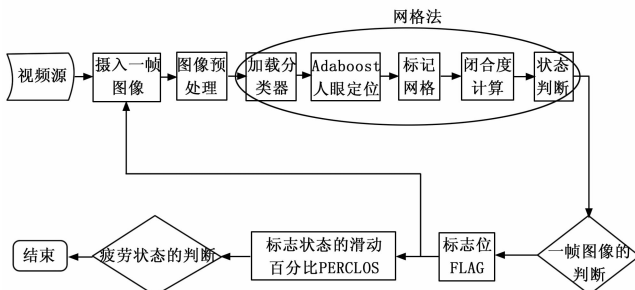 网格法
视频源
摄入一帧
图像
图像预
处理
加载分
类器
Adaboost
人眼定位
标记
网格
闭合度
计算
状态
判断
一帧图像的
判断
标志位
FLAG
标志状态的滑动
百分比PERCLOS
疲劳状态的判断
结束